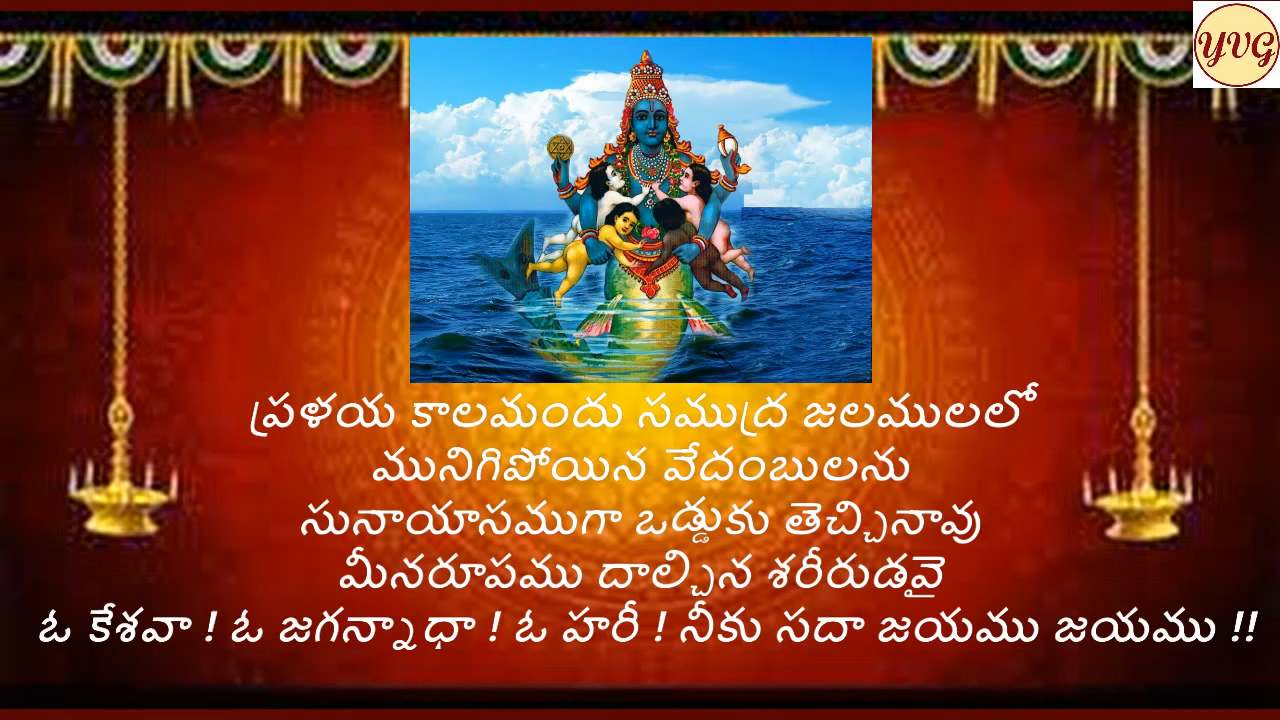 YVG
ప్రళయ కాలమందు సముద్ర జలములలో
మునిగిపోయిన వేదంబులను
సునాయాసముగా ఒడ్డుకు తెచ్చినావు
మీనరూపము దాల్చిన శరీరుడవై
ఓ కేశవా ! ఓ జగన్నాధా ! ఓ హరీ ! నీకు సదా జయము జయము !!